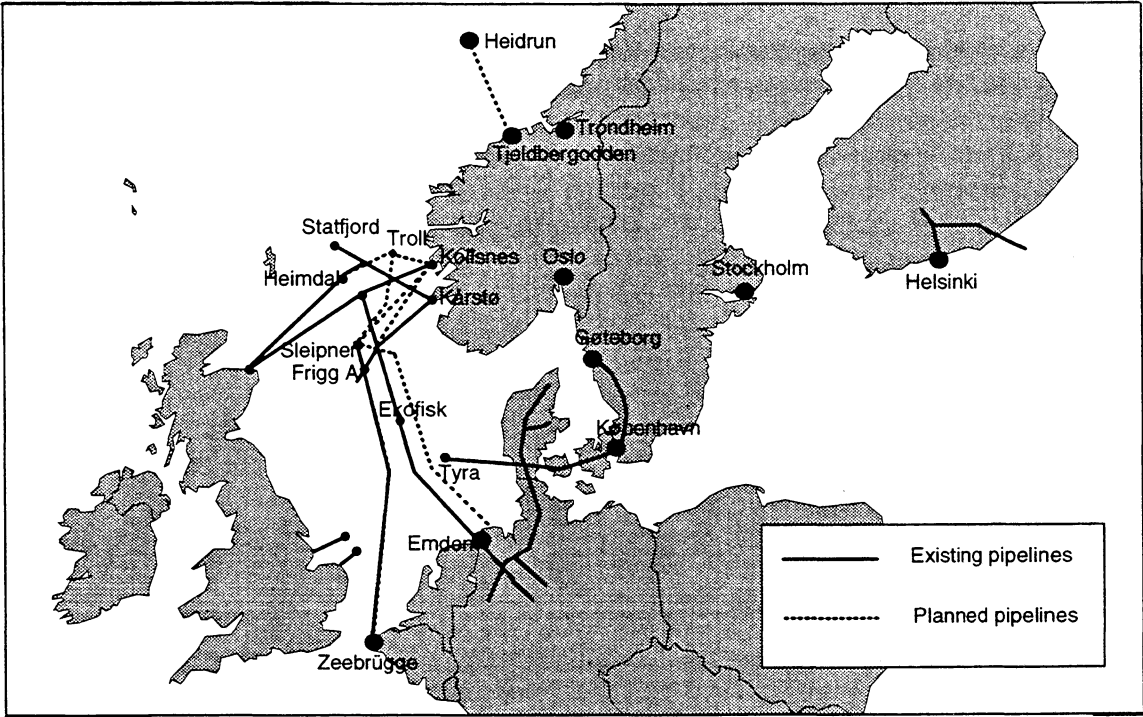 Heidrun
Trondheim
Tjeldbergodden
Statfjord
Troll
Kollsnes
Oslo
Heimdal
Stockholm
Helsinki
Kårstø
Gøteborg
Sleipner
Frigg A
Ekofisk
København
Tyra
Emden
Existing pipelines
Planned pipelines
Zeebrügge